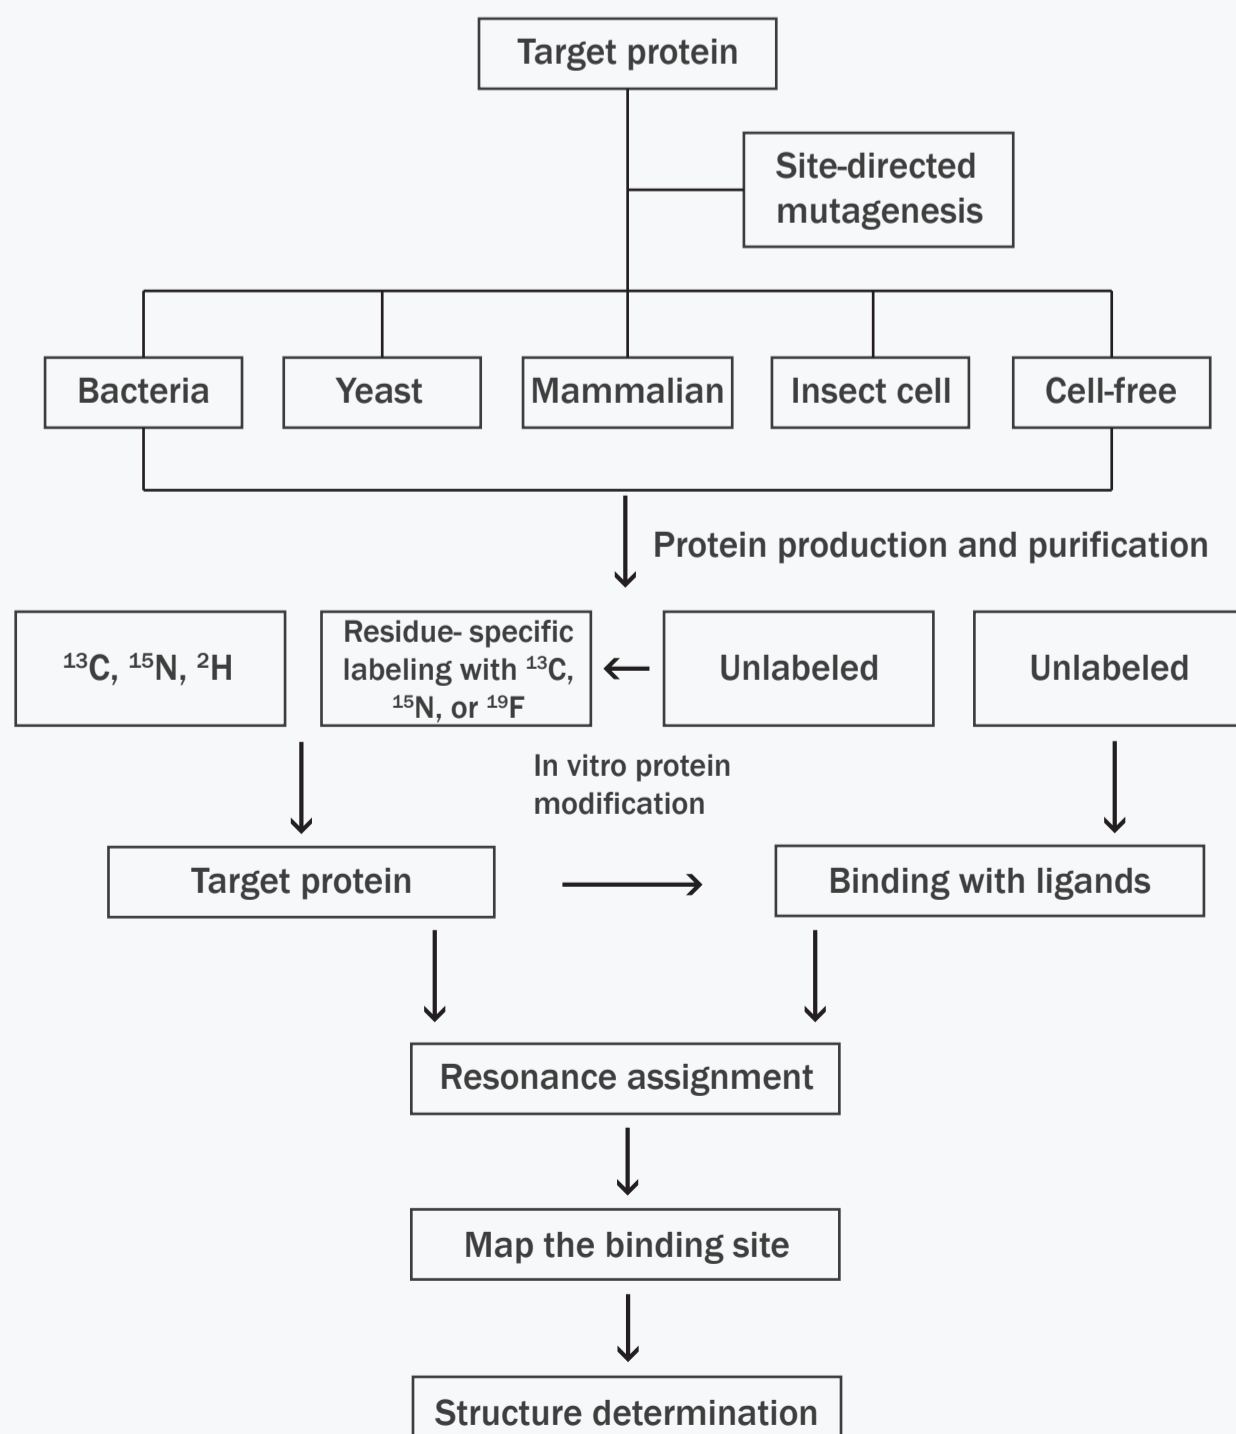 Target protein
Site-directed
mutagenesis
Bacteria
Yeast
Mammalian
Insect cell
Cell-free
Protein production and purification
¹³C, ¹⁵N, ²H
Residue- specific
labeling with ¹³C,
¹⁵N, or ¹⁹F
Unlabeled
Unlabeled
In vitro protein
modification
Target protein
Binding with ligands
Resonance assignment
Map the binding site
Structure determination